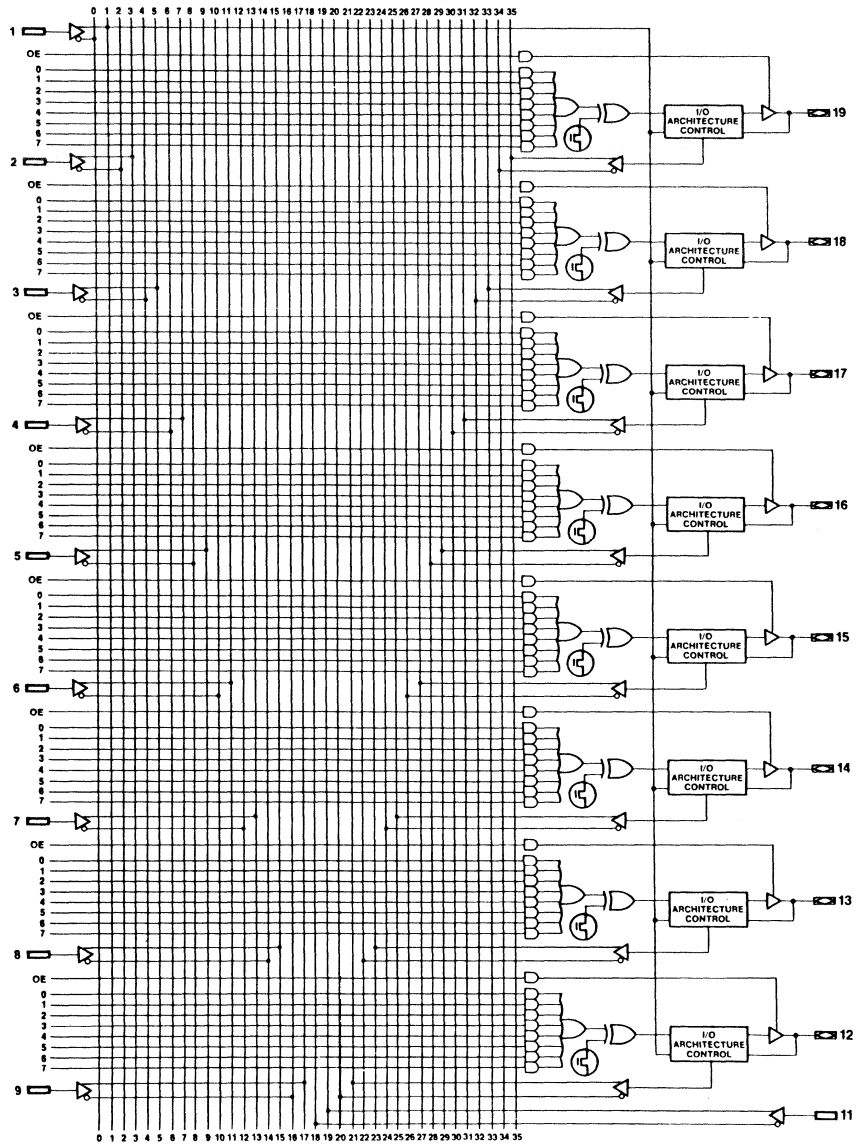 0 1 2 3 4 5 6 7 8 9 10 11 12 13 14 15 16 17 18 19 20 21 22 23 24 25 26 27 28 29 30 31 32 33 34 35
1
OE
0
1
2
3
4
5
6
7
I/O
ARCHITECTURE
CONTROL
19
2
OE
0
1
2
3
4
5
6
7
I/O
ARCHITECTURE
CONTROL
18
3
OE
0
1
2
3
4
5
6
7
I/O
ARCHITECTURE
CONTROL
17
4
OE
0
1
2
3
4
5
6
7
I/O
ARCHITECTURE
CONTROL
16
5
OE
0
1
2
3
4
5
6
7
I/O
ARCHITECTURE
CONTROL
15
6
OE
0
1
2
3
4
5
6
7
I/O
ARCHITECTURE
CONTROL
14
7
OE
0
1
2
3
4
5
6
7
I/O
ARCHITECTURE
CONTROL
13
8
OE
0
1
2
3
4
5
6
7
I/O
ARCHITECTURE
CONTROL
12
9
11
0 1 2 3 4 5 6 7 8 9 10 11 12 13 14 15 16 17 18 19 20 21 22 23 24 25 26 27 28 29 30 31 32 33 34 35